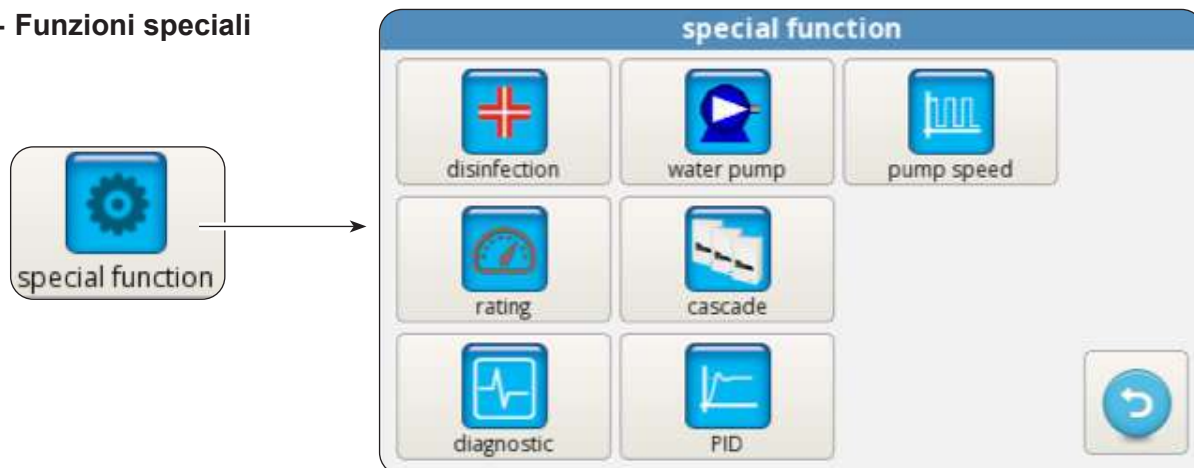 - Funzioni speciali
special function
special function
disinfection
water pump
pump speed
rating
cascade
diagnostic
PID